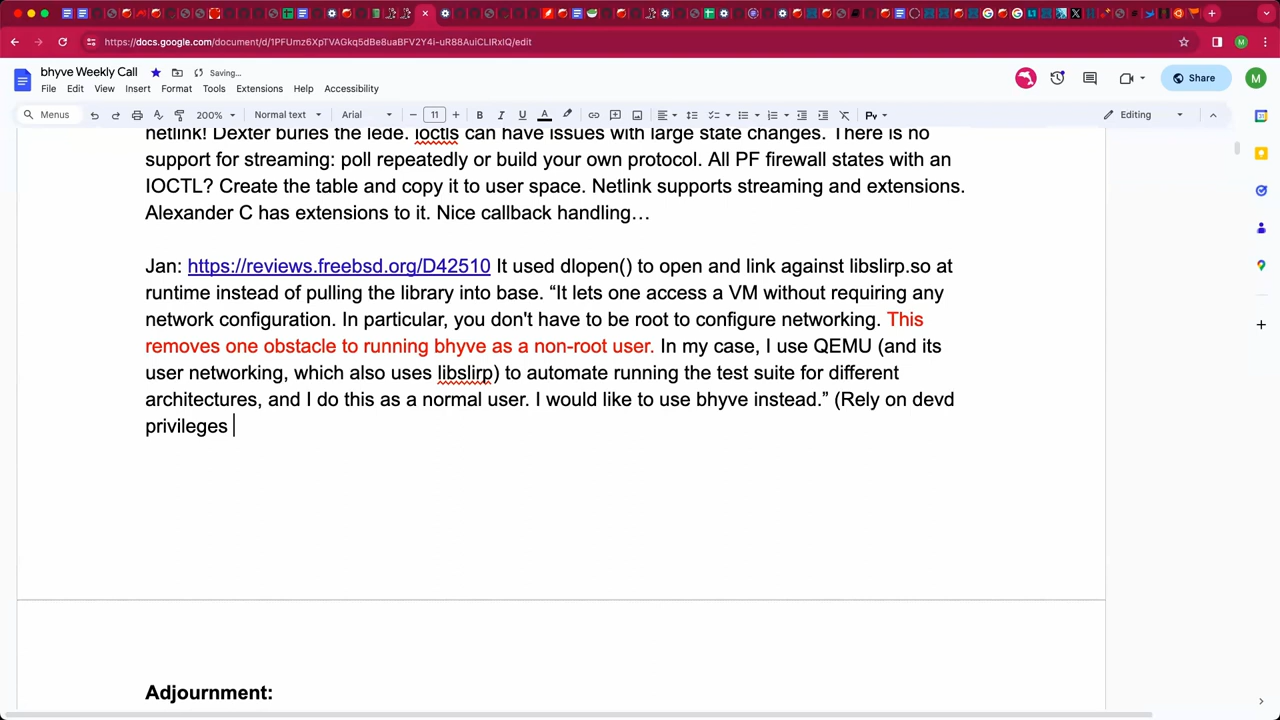 https://docs.google.com/document/d/1PFUmz6XpTVAGkq5dBe8uaBFV2Y4i-uR88AuiCLIRxIQ/edit
bhyve Weekly Call
Saving...
File Edit View Insert Format Tools Extensions Help Accessibility
Share
M
Menus
200%
Normal text
Arial
11
Editing
netlink! Dexter buries the lede. ioctls can have issues with large state changes. There is no
support for streaming: poll repeatedly or build your own protocol. All PF firewall states with an
IOCTL? Create the table and copy it to user space. Netlink supports streaming and extensions.
Alexander C has extensions to it. Nice callback handling…
Jan: https://reviews.freebsd.org/D42510 It used dlopen() to open and link against libslirp.so at
runtime instead of pulling the library into base. “It lets one access a VM without requiring any
network configuration. In particular, you don't have to be root to configure networking. This
removes one obstacle to running bhyve as a non-root user. In my case, I use QEMU (and its
user networking, which also uses libslirp) to automate running the test suite for different
architectures, and I do this as a normal user. I would like to use bhyve instead.” (Rely on devd
privileges
Adjournment: